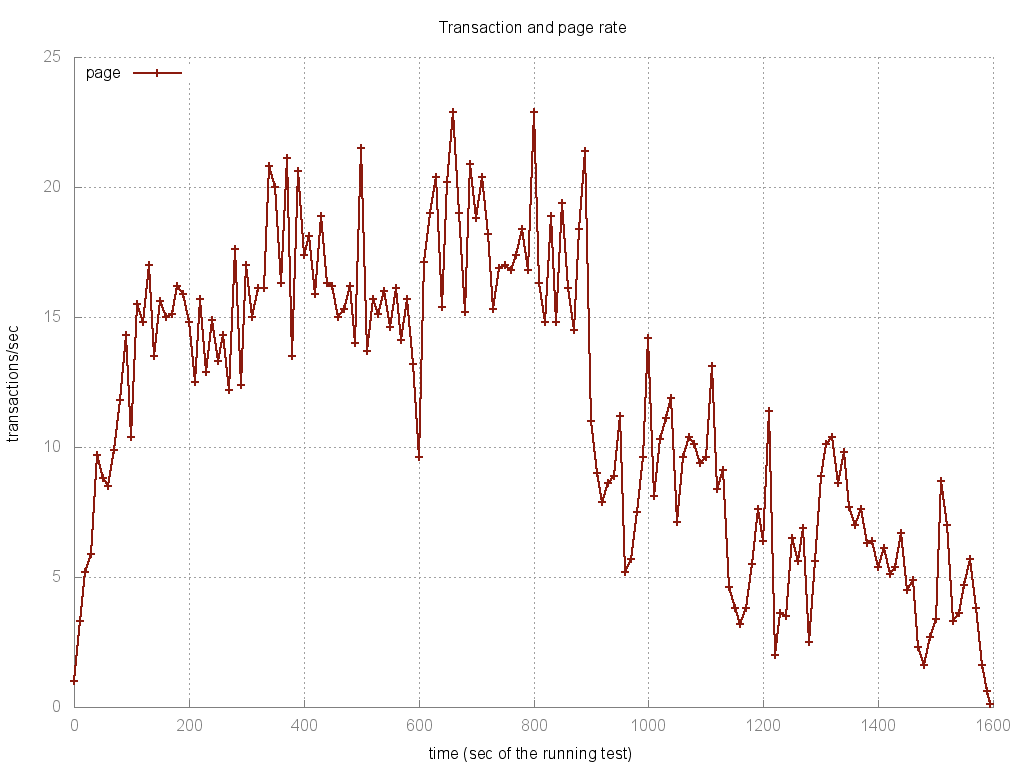 Transaction and page rate
25
page
20
15
transactions/sec
10
5
0
0 200 400 600 800 1000 1200 1400 1600
time (sec of the running test)